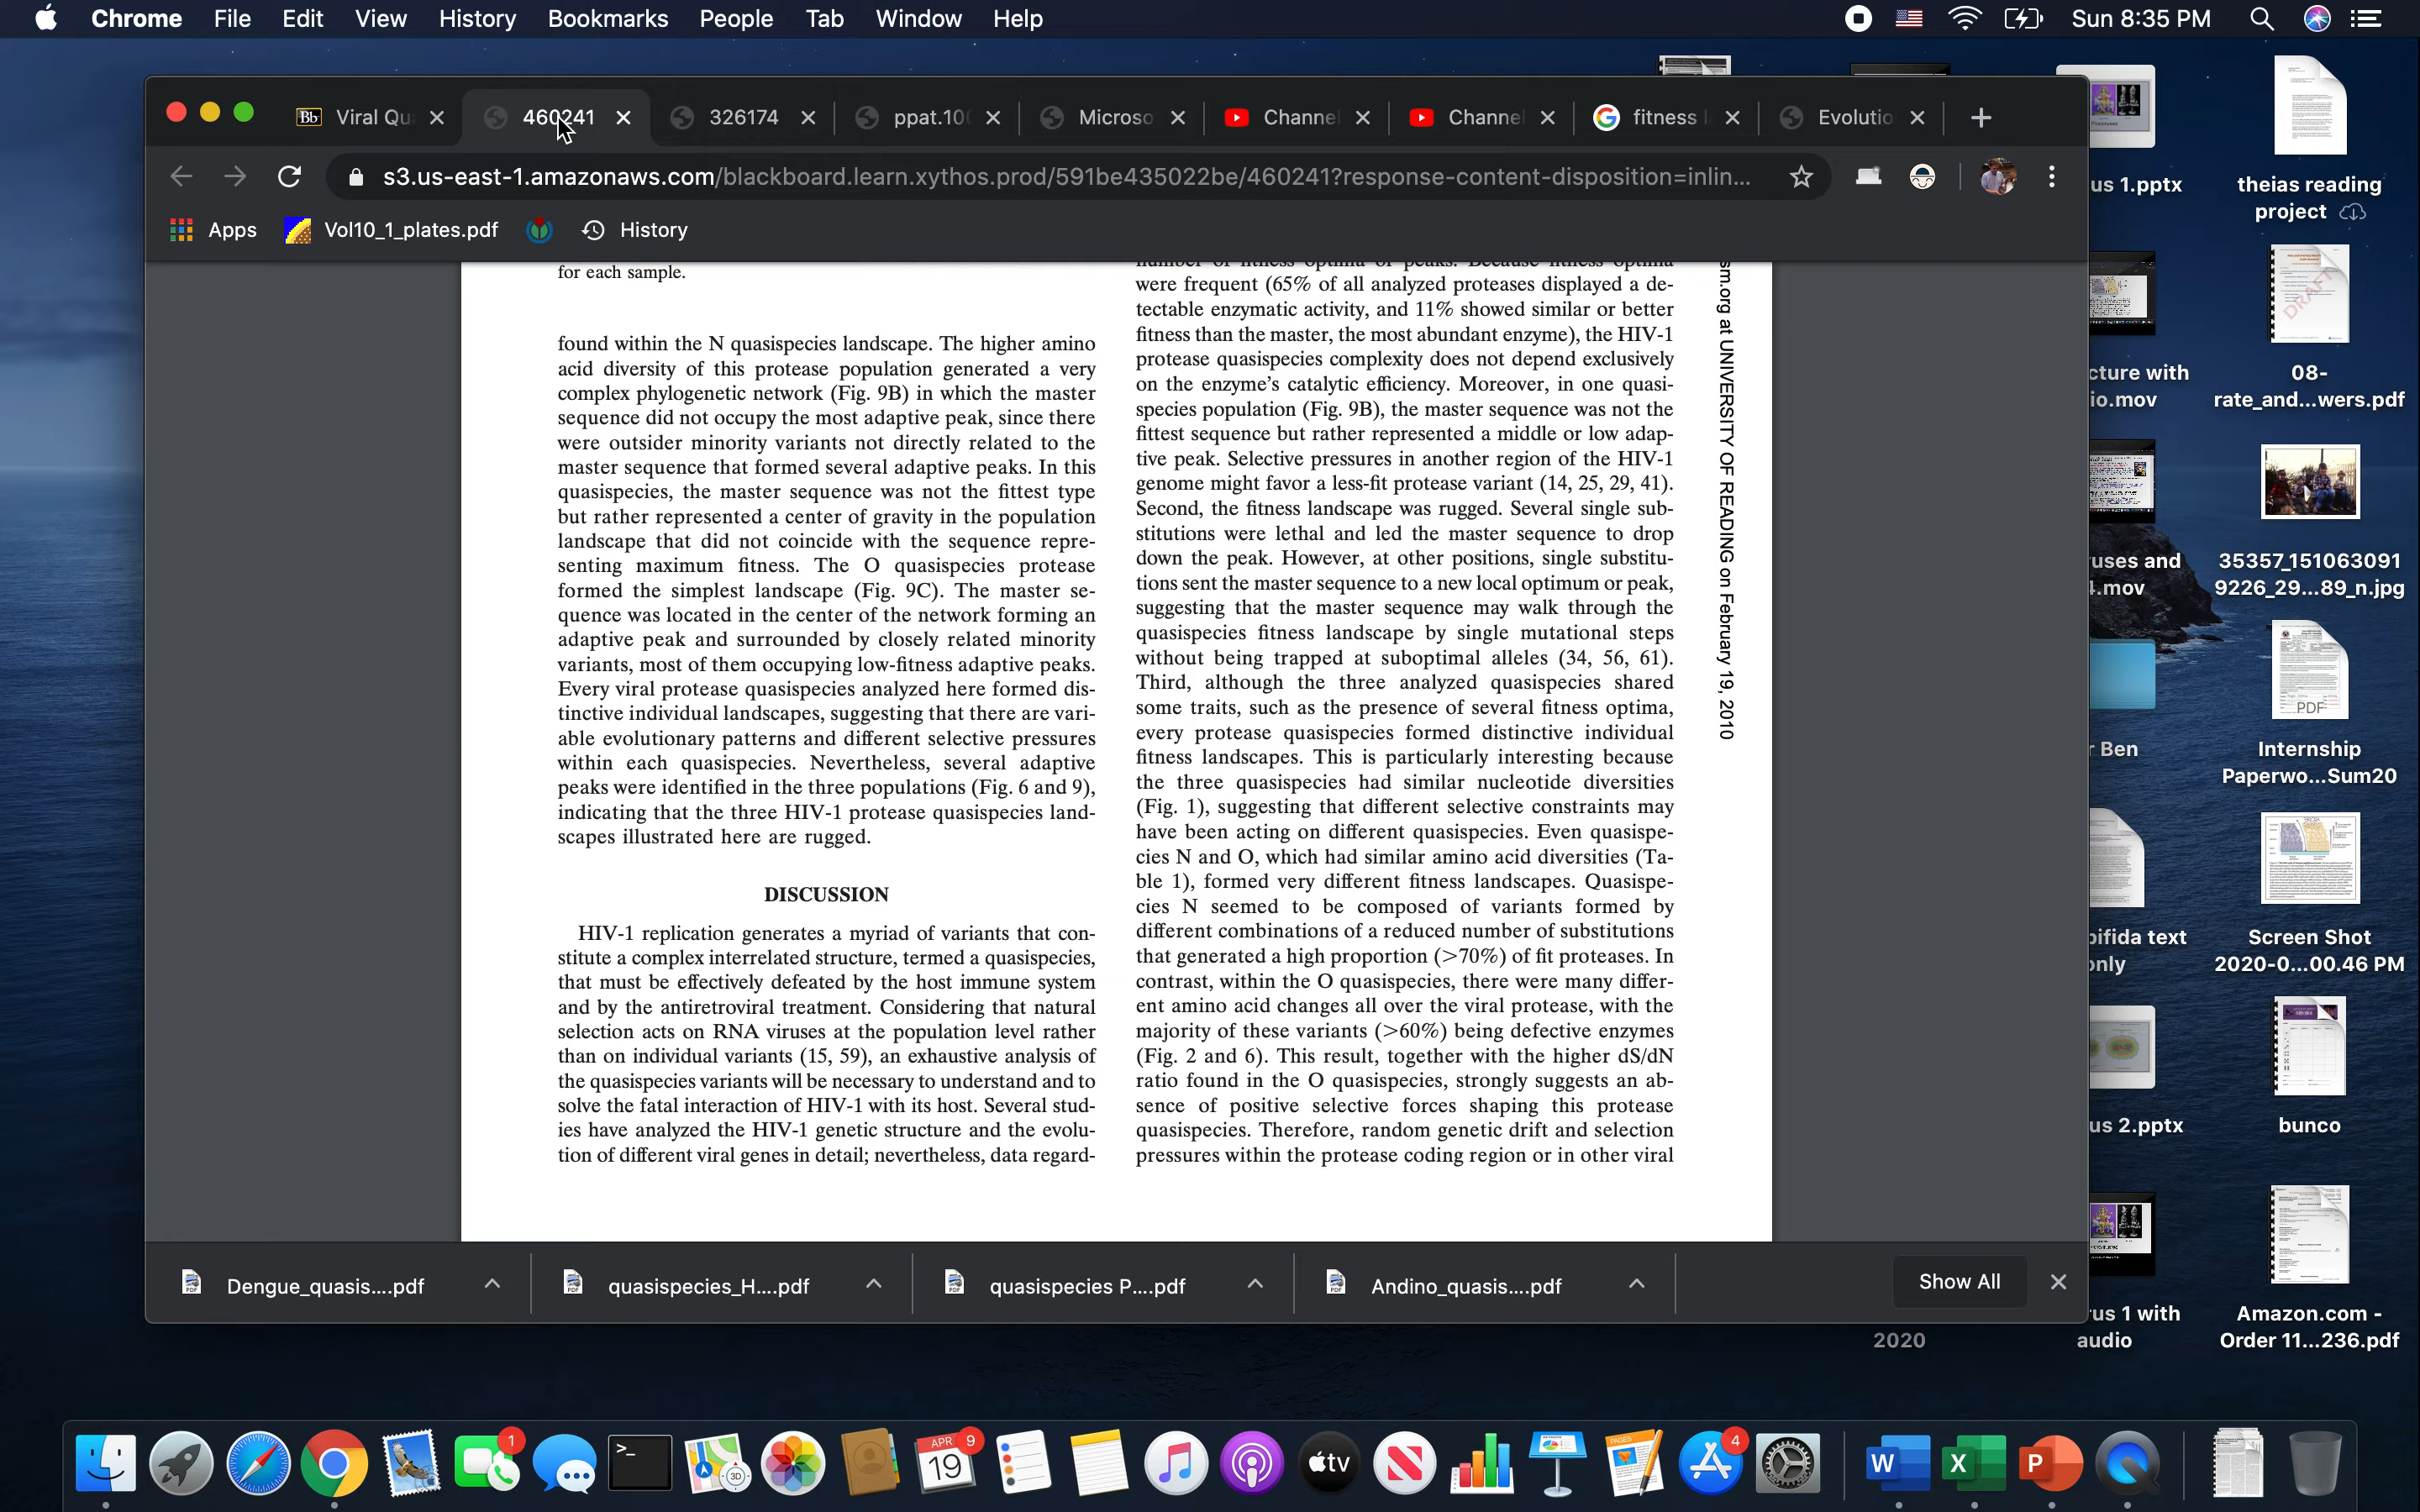 Chrome File Edit View History Bookmarks People Tab Window Help
Sun 8:35 PM
Bb Viral Qu
460241
326174
ppat.10
Microso
Channel
Channel
fitness l
Evolutio
s3.us-east-1.amazonaws.com/blackboard.learn.xythos.prod/591be435022be/460241?response-content-disposition=inlin...
Apps
Vol10_1_plates.pdf
History
for each sample.
found within the N quasispecies landscape. The higher amino
acid diversity of this protease population generated a very
complex phylogenetic network (Fig. 9B) in which the master
sequence did not occupy the most adaptive peak, since there
were outsider minority variants not directly related to the
master sequence that formed several adaptive peaks. In this
quasispecies, the master sequence was not the fittest type
but rather represented a center of gravity in the population
landscape that did not coincide with the sequence repre-
senting maximum fitness. The O quasispecies protease
formed the simplest landscape (Fig. 9C). The master se-
quence was located in the center of the network forming an
adaptive peak and surrounded by closely related minority
variants, most of them occupying low-fitness adaptive peaks.
Every viral protease quasispecies analyzed here formed dis-
tinctive individual landscapes, suggesting that there are vari-
able evolutionary patterns and different selective pressures
within each quasispecies. Nevertheless, several adaptive
peaks were identified in the three populations (Fig. 6 and 9),
indicating that the three HIV-1 protease quasispecies land-
scapes illustrated here are rugged.
DISCUSSION
HIV-1 replication generates a myriad of variants that con-
stitute a complex interrelated structure, termed a quasispecies,
that must be effectively defeated by the host immune system
and by the antiretroviral treatment. Considering that natural
selection acts on RNA viruses at the population level rather
than on individual variants (15, 59), an exhaustive analysis of
the quasispecies variants will be necessary to understand and to
solve the fatal interaction of HIV-1 with its host. Several stud-
ies have analyzed the HIV-1 genetic structure and the evolu-
tion of different viral genes in detail; nevertheless, data regard-
number of fitness optima or peaks. Because fitness optima
were frequent (65% of all analyzed proteases displayed a de-
tectable enzymatic activity, and 11% showed similar or better
fitness than the master, the most abundant enzyme), the HIV-1
protease quasispecies complexity does not depend exclusively
on the enzyme's catalytic efficiency. Moreover, in one quasi-
species population (Fig. 9B), the master sequence was not the
fittest sequence but rather represented a middle or low adap-
tive peak. Selective pressures in another region of the HIV-1
genome might favor a less-fit protease variant (14, 25, 29, 41).
Second, the fitness landscape was rugged. Several single sub-
stitutions were lethal and led the master sequence to drop
down the peak. However, at other positions, single substitu-
tions sent the master sequence to a new local optimum or peak,
suggesting that the master sequence may walk through the
quasispecies fitness landscape by single mutational steps
without being trapped at suboptimal alleles (34, 56, 61).
Third, although the three analyzed quasispecies shared
some traits, such as the presence of several fitness optima,
every protease quasispecies formed distinctive individual
fitness landscapes. This is particularly interesting because
the three quasispecies had similar nucleotide diversities
(Fig. 1), suggesting that different selective constraints may
have been acting on different quasispecies. Even quasispe-
cies N and O, which had similar amino acid diversities (Ta-
ble 1), formed very different fitness landscapes. Quasispe-
cies N seemed to be composed of variants formed by
different combinations of a reduced number of substitutions
that generated a high proportion (>70%) of fit proteases. In
contrast, within the O quasispecies, there were many differ-
ent amino acid changes all over the viral protease, with the
majority of these variants (>60%) being defective enzymes
(Fig. 2 and 6). This result, together with the higher dS/dN
ratio found in the O quasispecies, strongly suggests an ab-
sence of positive selective forces shaping this protease
quasispecies. Therefore, random genetic drift and selection
pressures within the protease coding region or in other viral
sm.org at UNIVERSITY OF READING on February 19, 2010
Dengue_quasis....pdf
quasispecies_H....pdf
quasispecies P....pdf
Andino_quasis....pdf
Show All
us 1.pptx
cture with
io.mov
uses and
4.mov
r Ben
bifida text
only
us 2.pptx
rus 1 with
audio
2020
theias reading
project
DRAFT
08-
rate_and...wers.pdf
35357_151063091
9226_29...89_n.jpg
PDF
Internship
Paperwo...Sum20
Screen Shot
2020-0...00.46 PM
bunco
Amazon.com -
Order 11...236.pdf
1
APR
19
9
3D
tv
PAGES
4
W
X
P